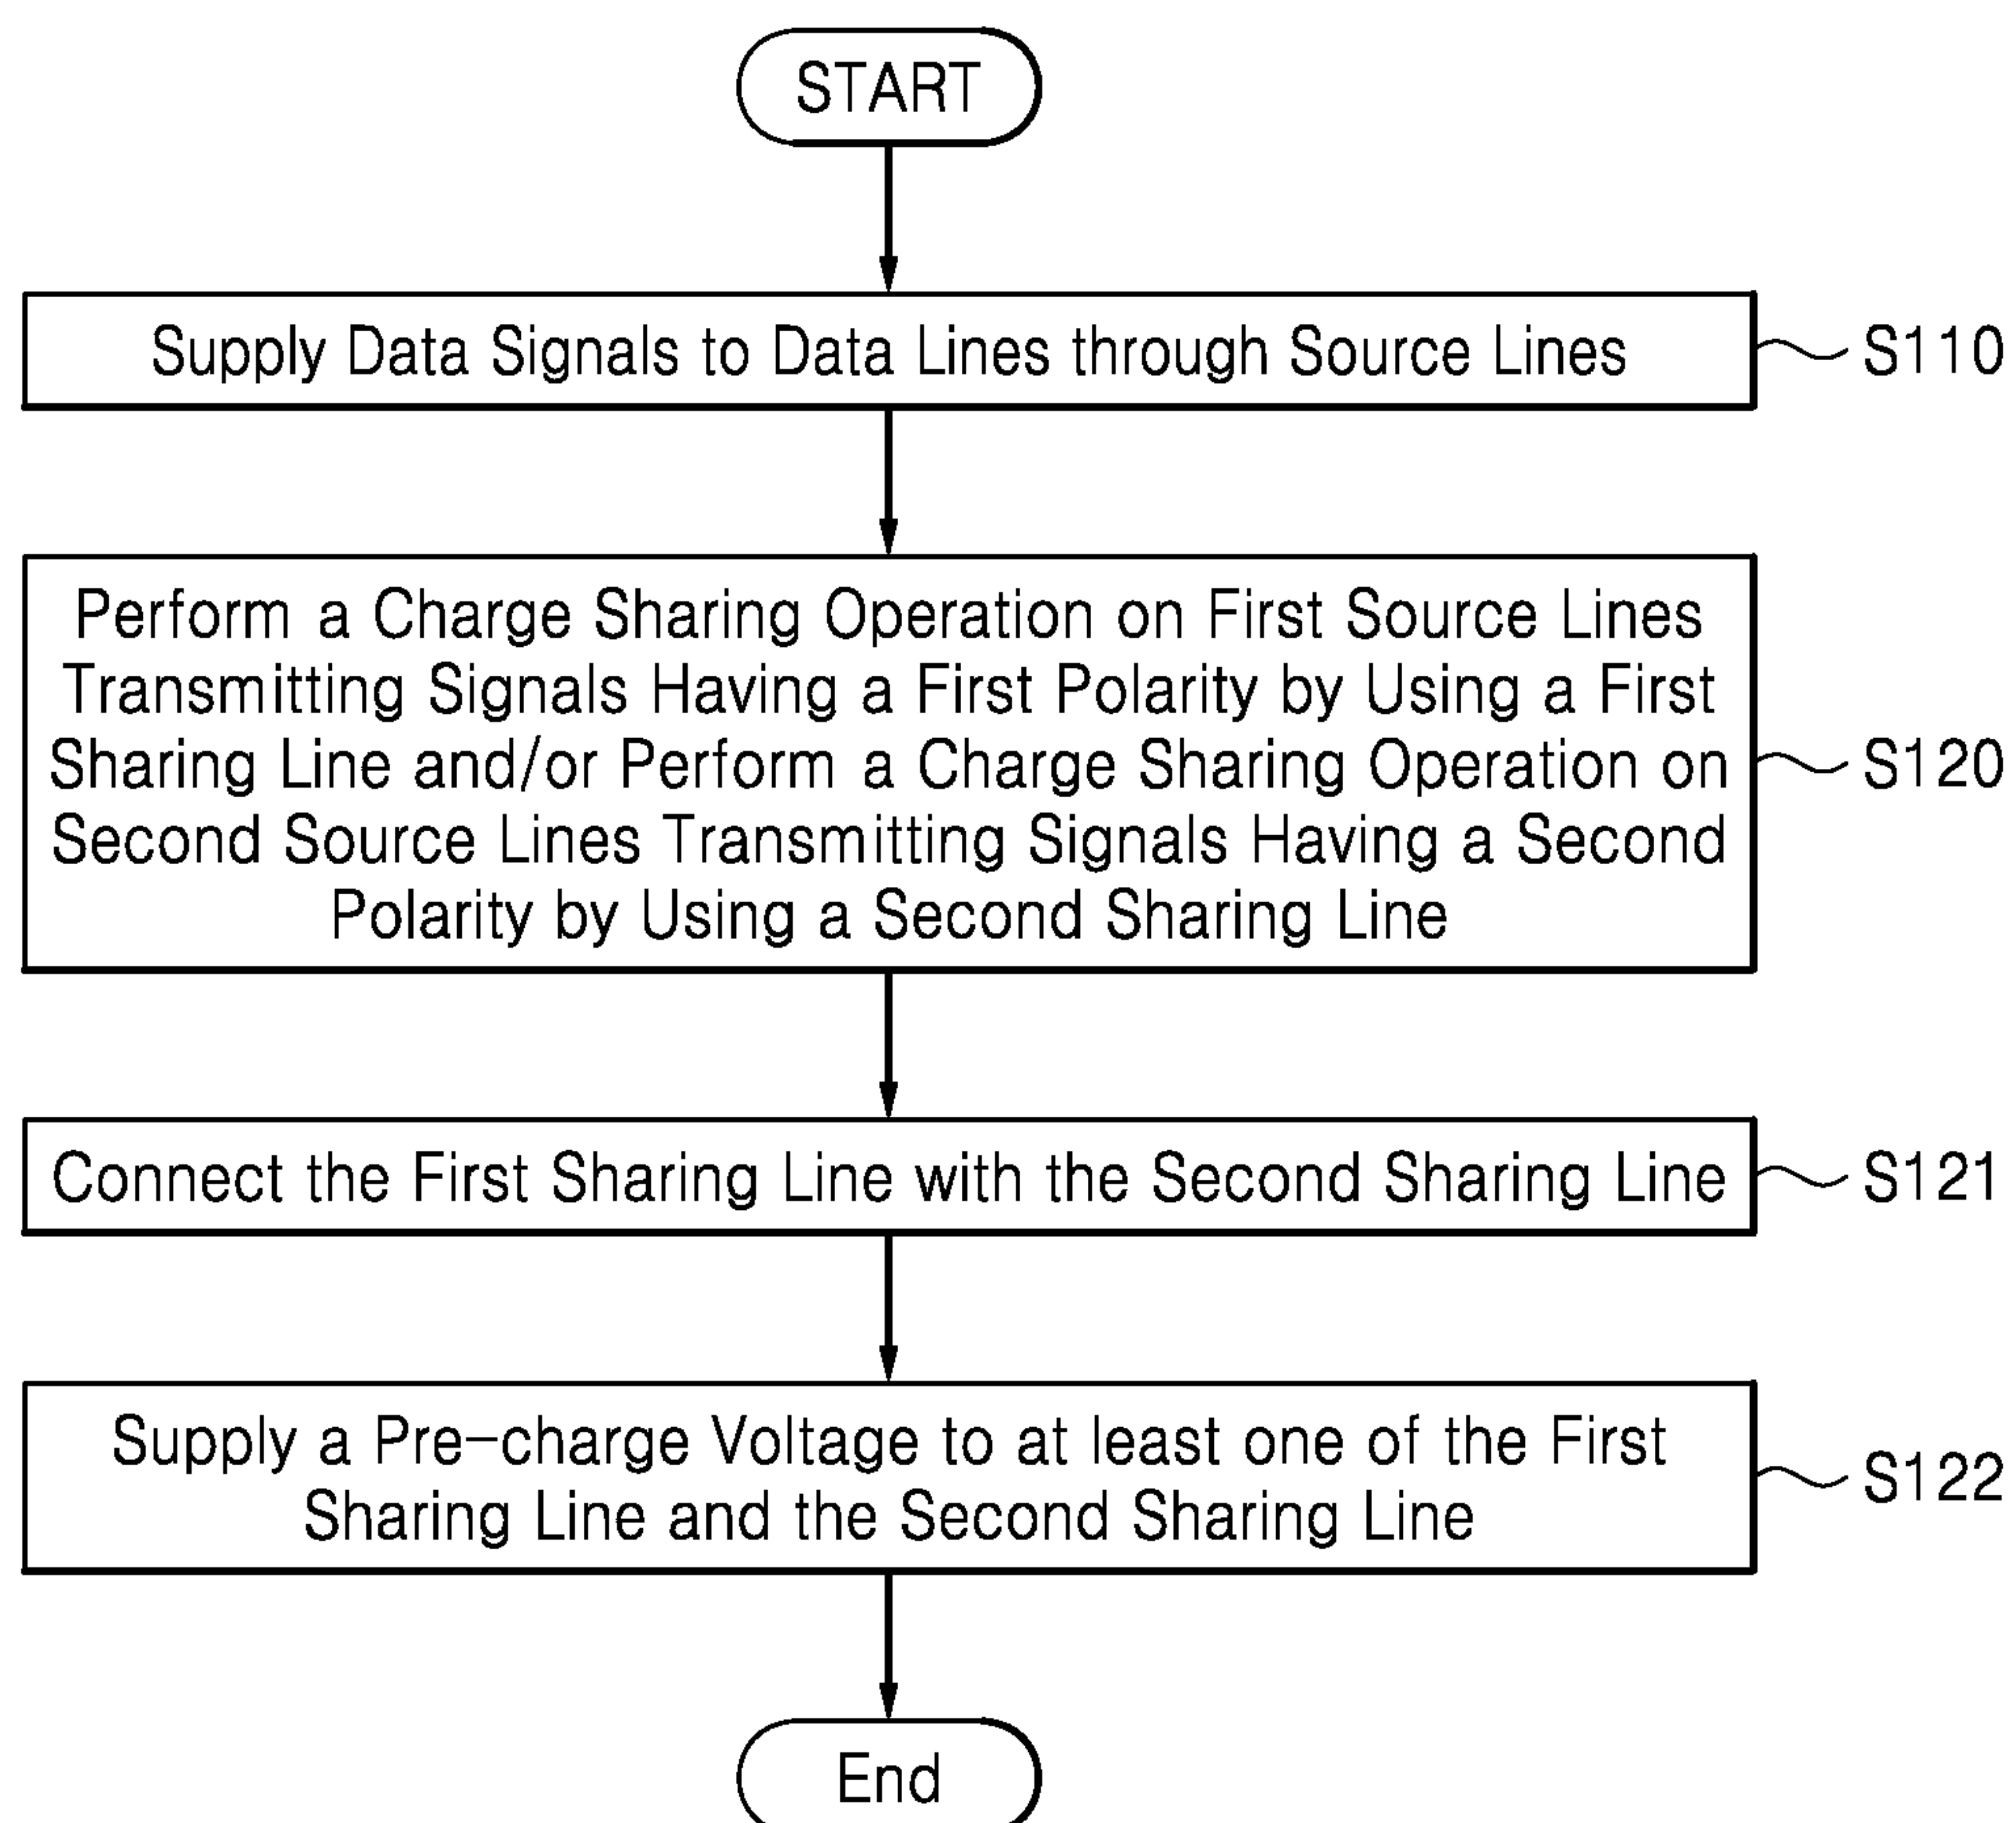 START
Supply Data Signals to Data Lines through Source Lines
S110
Perform a Charge Sharing Operation on First Source Lines
Transmitting Signals Having a First Polarity by Using a First
Sharing Line and/or Perform a Charge Sharing Operation on
Second Source Lines Transmitting Signals Having a Second
Polarity by Using a Second Sharing Line
S120
Connect the First Sharing Line with the Second Sharing Line
S121
Supply a Pre-charge Voltage to at least one of the First
Sharing Line and the Second Sharing Line
S122
End